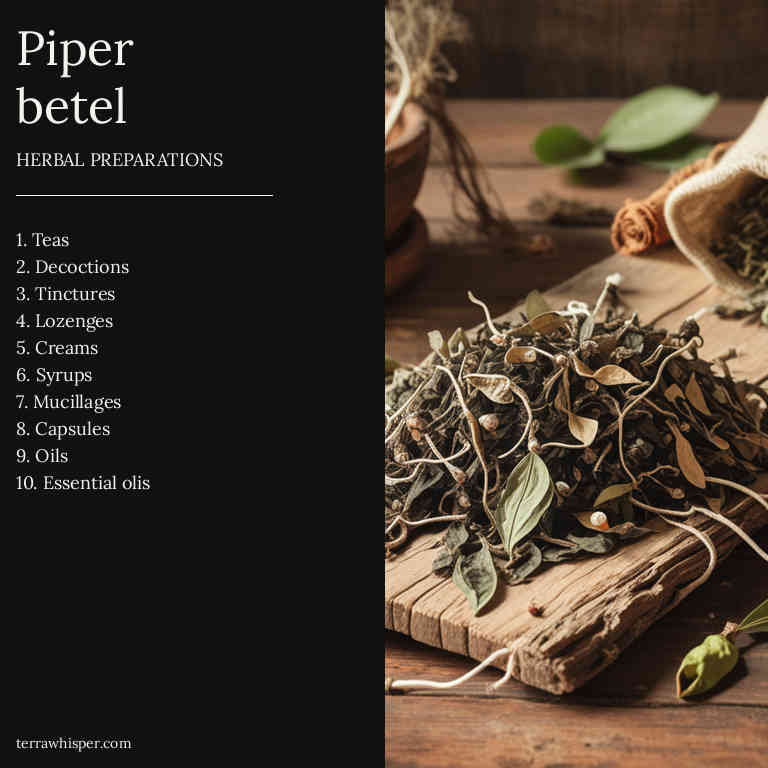 Piper
betel
HERBAL PREPARATIONS
1. Teas
2. Decoctions
3. Tinctures
4. Lozenges
5. Creams
6. Syrups
7. Mucillages
8. Capsules
9. Oils
10. Essential olis
terrawhisper.com